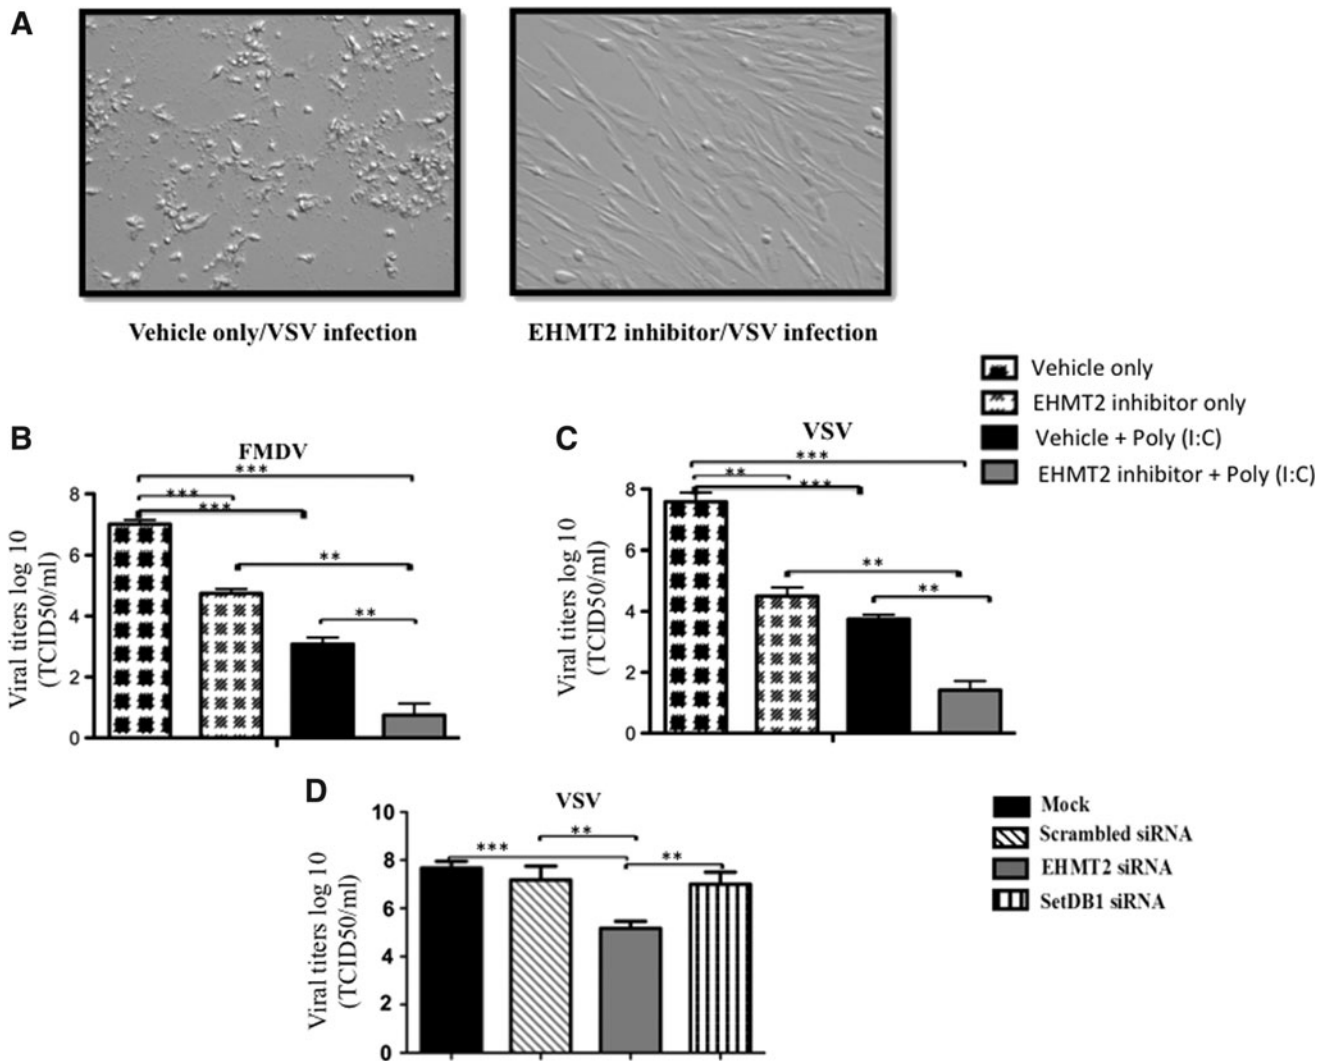 A
Vehicle only/VSV infection
EHMT2 inhibitor/VSV infection
Vehicle only
EHMT2 inhibitor only
Vehicle + Poly (I:C)
EHMT2 inhibitor + Poly (I:C)
B
FMDV
***
***
***
**
**
8
6
4
2
0
Viral titers log 10
(TCID50/ml)
C
VSV
***
**
***
**
**
8
6
4
2
0
Viral titers log 10
(TCID50/ml)
D
VSV
**
***
**
10
8
6
4
2
0
Viral titers log 10
(TCID50/ml)
Mock
Scrambled siRNA
EHMT2 siRNA
SetDB1 siRNA